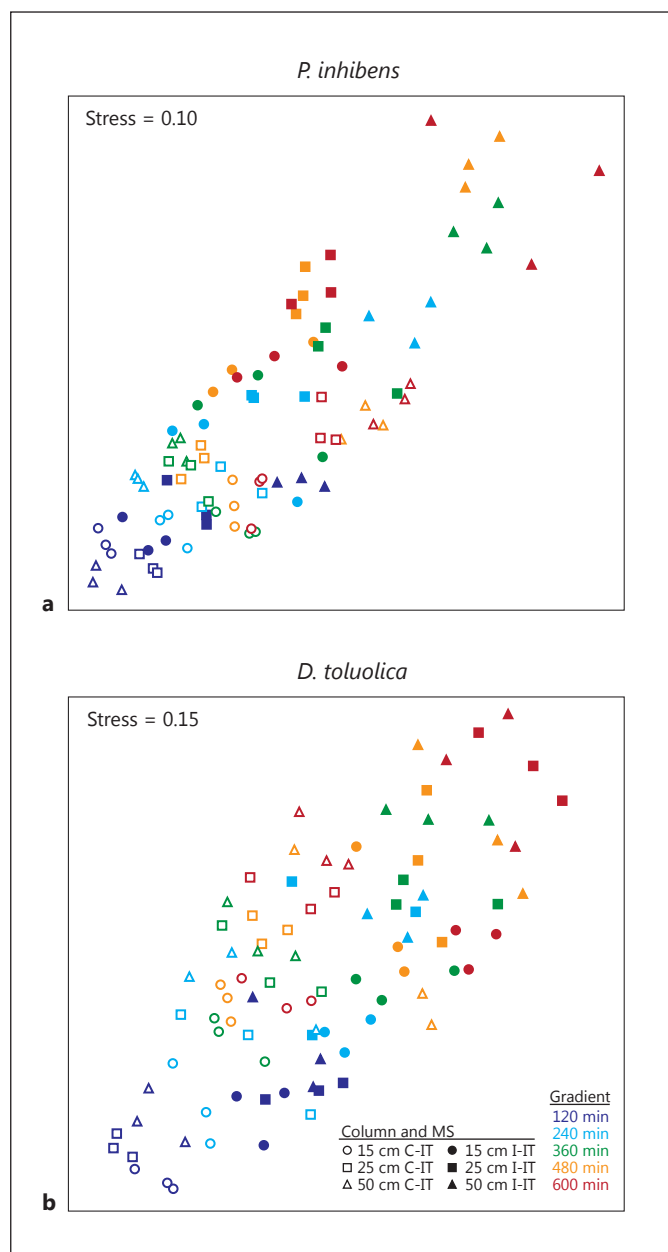 P. inhibens
Stress = 0.10
a
D. toluolica
Stress = 0.15
Gradient
120 min
Column and MS
240 min
15 cm C-IT 15 cm I-IT 360 min
25 cm C-IT 25 cm I-IT 480 min
50 cm C-IT 50 cm I-IT 600 min
b